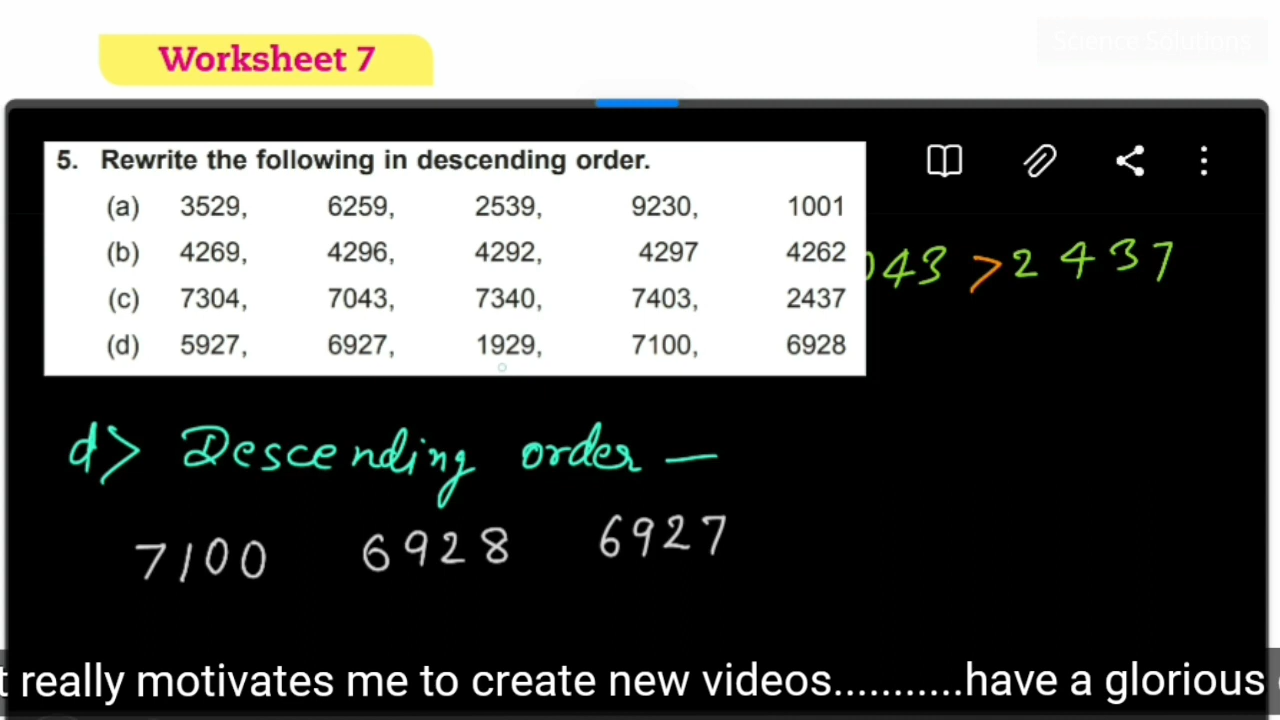 Science Solutions
Worksheet 7
5. Rewrite the following in descending order.
(a) 3529, 6259, 2539, 9230, 1001
(b) 4269, 4296, 4292, 4297 4262
(c) 7304, 7043, 7340, 7403, 2437
(d) 5927, 6927, 1929, 7100, 6928
043 > 2437
d> Descending order —
7100 6928 6927
t really motivates me to create new videos...........have a glorious